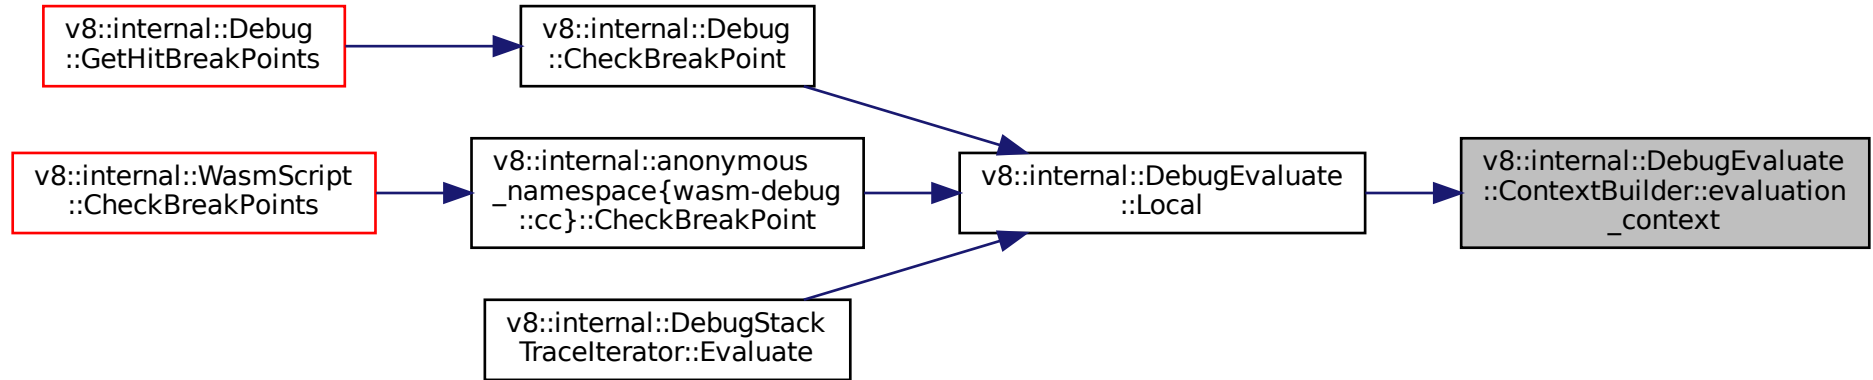 v8::internal::Debug
::GetHitBreakPoints
v8::internal::Debug
::CheckBreakPoint
v8::internal::WasmScript
::CheckBreakPoints
v8::internal::anonymous
_namespace{wasm-debug
::cc}::CheckBreakPoint
v8::internal::DebugStack
TraceIterator::Evaluate
v8::internal::DebugEvaluate
::Local
v8::internal::DebugEvaluate
::ContextBuilder::evaluation
_context